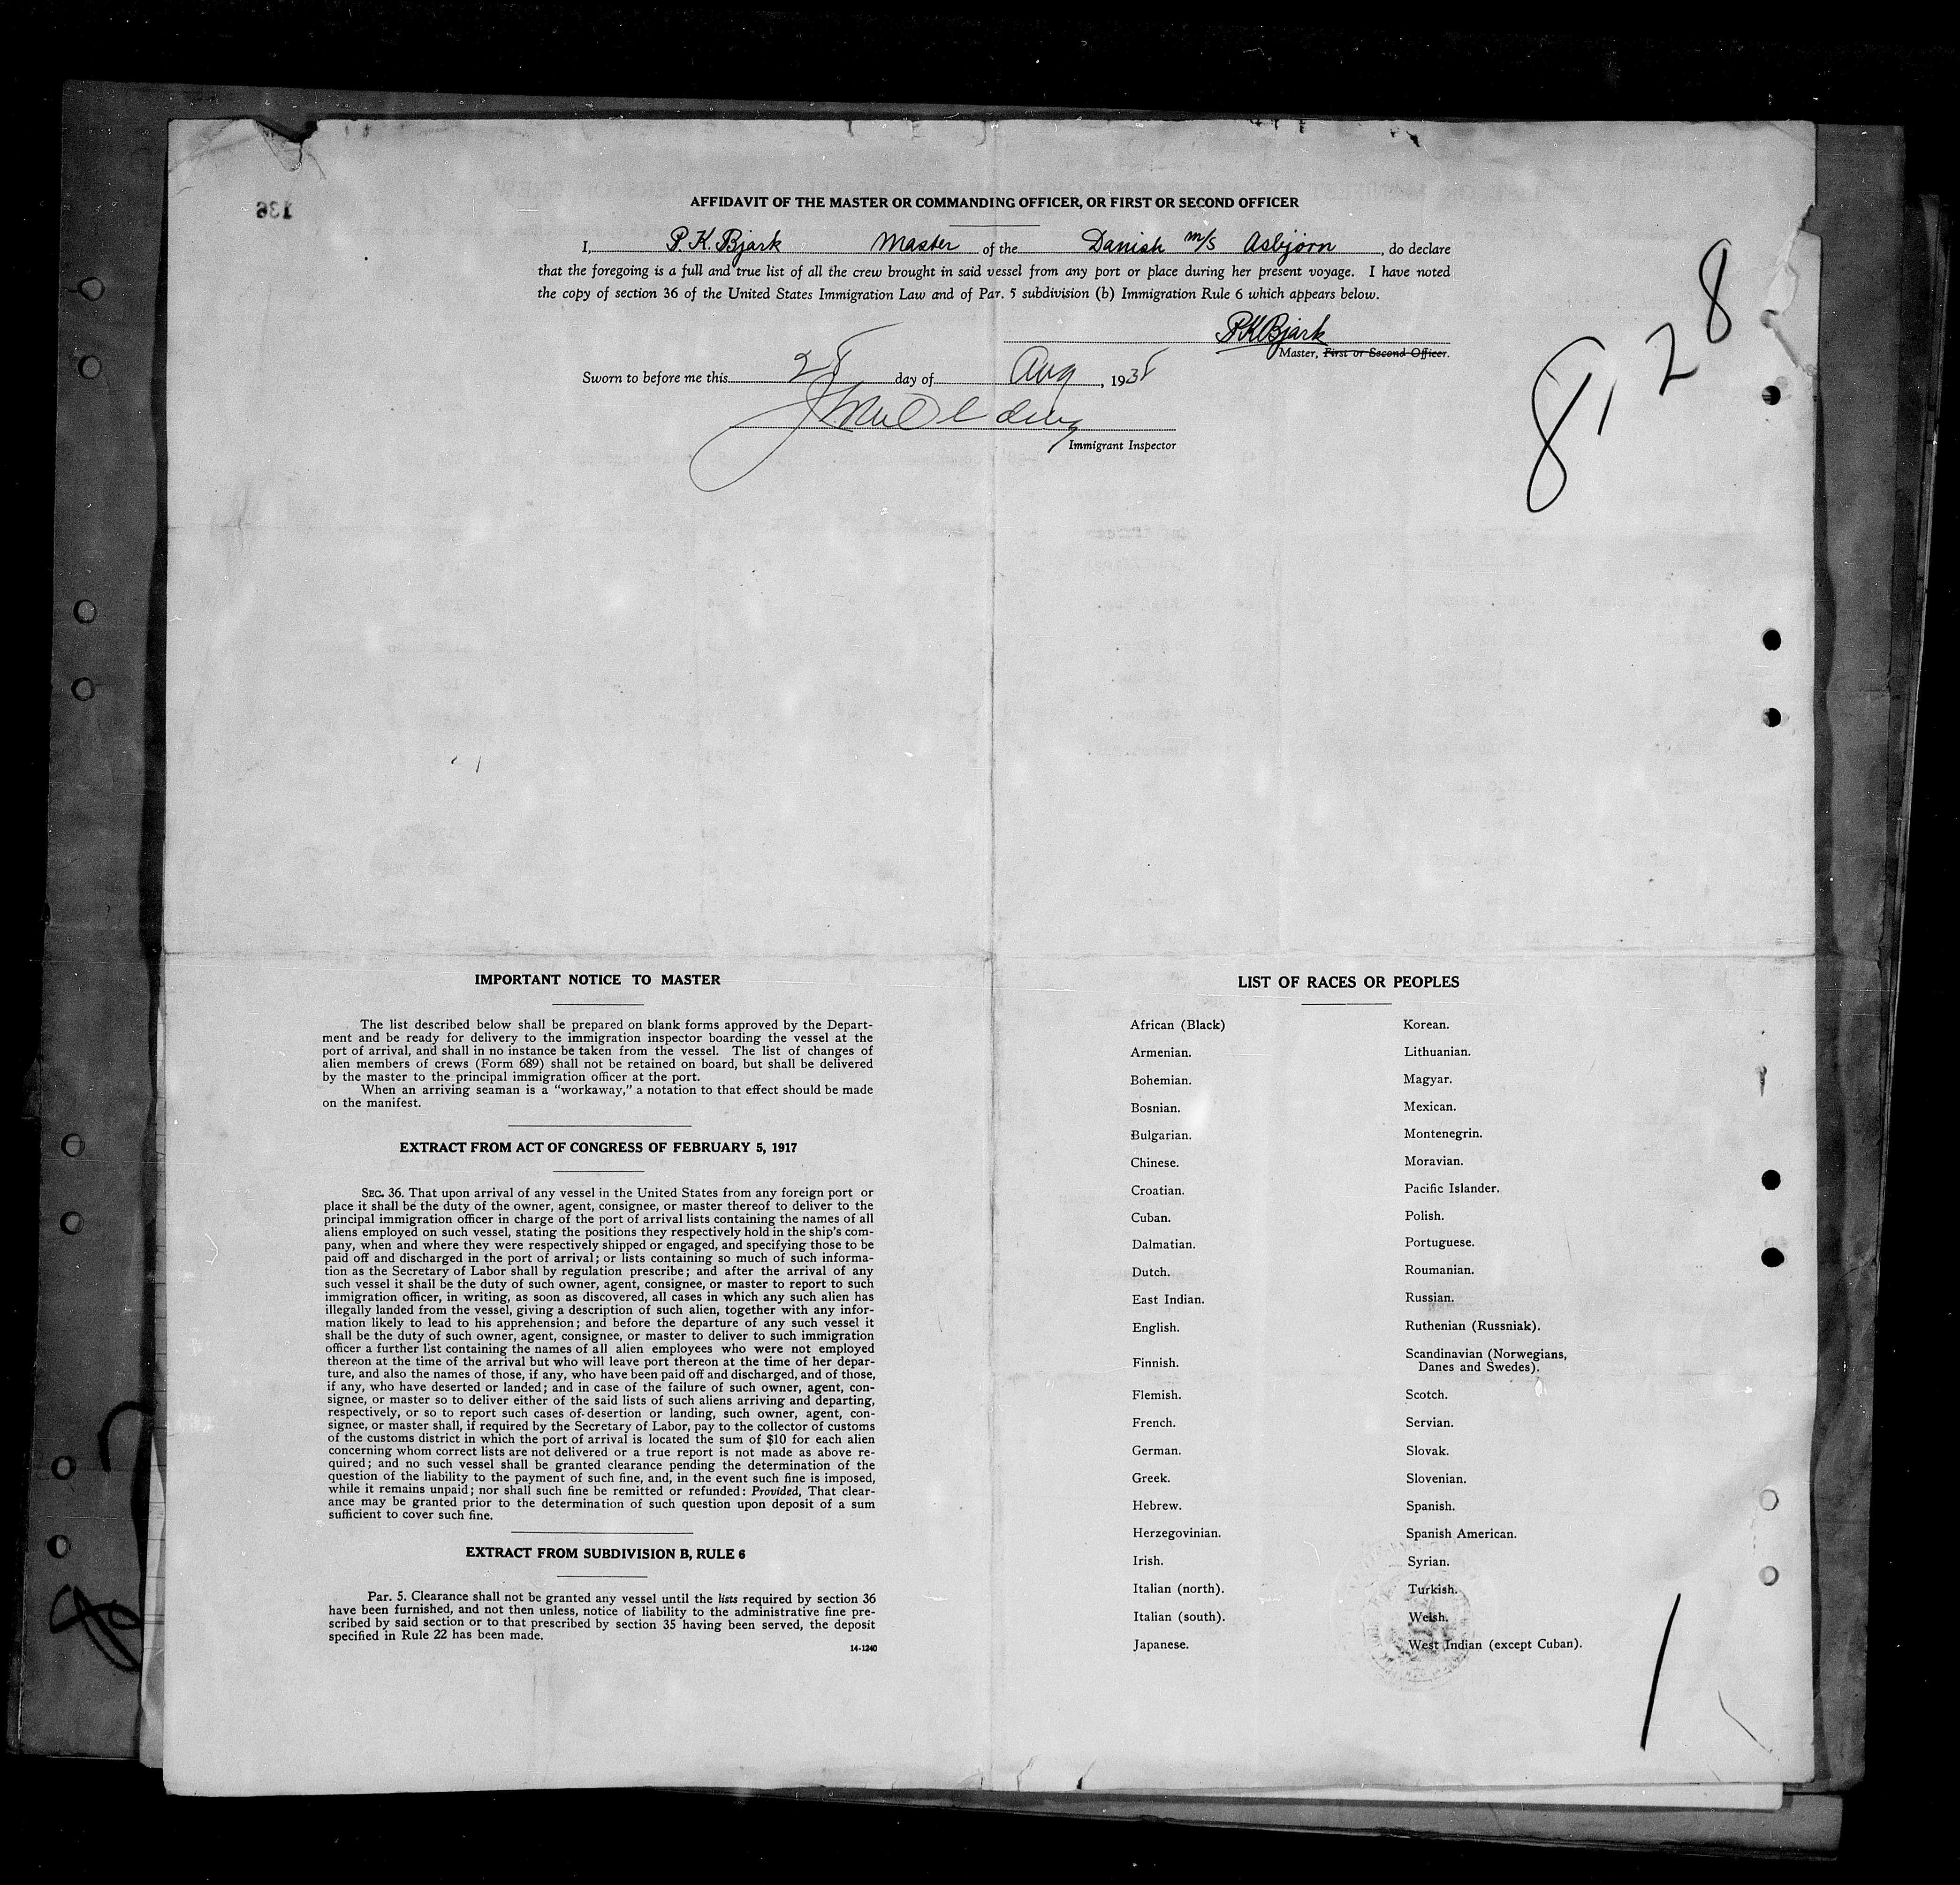 136
AFFIDAVIT OF THE MASTER OR COMMANDING OFFICER, OR FIRST OR SECOND OFFICER
I, P. K. Bjark Master of the Danish m/s Asbjørn, do declare
that the foregoing is a full and true list of all the crew brought in said vessel from any port or place during her present voyage. I have noted
the copy of section 36 of the United States Immigration Law and of Par. 5 subdivision (b) Immigration Rule 6 which appears below.
PKBjark
Master, First or Second Officer.
Sworn to before me this 28 day of Aug, 1938
Immigrant Inspector
8, 28
IMPORTANT NOTICE TO MASTER
The list described below shall be prepared on blank forms approved by the Depart-
ment and be ready for delivery to the immigration inspector boarding the vessel at the
port of arrival, and shall in no instance be taken from the vessel. The list of changes of
alien members of crews (Form 689) shall not be retained on board, but shall be delivered
by the master to the principal immigration officer at the port.
When an arriving seaman is a “workaway,” a notation to that effect should be made
on the manifest.
EXTRACT FROM ACT OF CONGRESS OF FEBRUARY 5, 1917
SEC. 36. That upon arrival of any vessel in the United States from any foreign port or
place it shall be the duty of the owner, agent, consignee, or master thereof to deliver to the
principal immigration officer in charge of the port of arrival lists containing the names of all
aliens employed on such vessel, stating the positions they respectively hold in the ship’s com-
pany, when and where they were respectively shipped or engaged, and specifying those to be
paid off and discharged in the port of arrival; or lists containing so much of such informa-
tion as the Secretary of Labor shall by regulation prescribe; and after the arrival of any
such vessel it shall be the duty of such owner, agent, consignee, or master to report to such
immigration officer, in writing, as soon as discovered, all cases in which any such alien has
illegally landed from the vessel, giving a description of such alien, together with any infor-
mation likely to lead to his apprehension; and before the departure of any such vessel it
shall be the duty of such owner, agent, consignee, or master to deliver to such immigration
officer a further list containing the names of all alien employees who were not employed
thereon at the time of the arrival but who will leave port thereon at the time of her depar-
ture, and also the names of those, if any, who have been paid off and discharged, and of those,
if any, who have deserted or landed; and in case of the failure of such owner, agent, con-
signee, or master so to deliver either of the said lists of such aliens arriving and departing,
respectively, or so to report such cases of desertion or landing, such owner, agent, con-
signee, or master shall, if required by the Secretary of Labor, pay to the collector of customs
of the customs district in which the port of arrival is located the sum of $10 for each alien
concerning whom correct lists are not delivered or a true report is not made as above re-
quired; and no such vessel shall be granted clearance pending the determination of the
question of the liability to the payment of such fine, and, in the event such fine is imposed,
while it remains unpaid; nor shall such fine be remitted or refunded: Provided, That clear-
ance may be granted prior to the determination of such question upon deposit of a sum
sufficient to cover such fine.
EXTRACT FROM SUBDIVISION B, RULE 6
Par. 5. Clearance shall not be granted any vessel until the lists required by section 36
have been furnished, and not then unless, notice of liability to the administrative fine pre-
scribed by said section or to that prescribed by section 35 having been served, the deposit
specified in Rule 22 has been made.
14-1240
LIST OF RACES OR PEOPLES
African (Black)
Armenian.
Bohemian.
Bosnian.
Bulgarian.
Chinese.
Croatian.
Cuban.
Dalmatian.
Dutch.
East Indian.
English.
Finnish.
Flemish.
French.
German.
Greek.
Hebrew.
Herzegovinian.
Irish.
Italian (north).
Italian (south).
Japanese.
Korean.
Lithuanian.
Magyar.
Mexican.
Montenegrin.
Moravian.
Pacific Islander.
Polish.
Portuguese.
Roumanian.
Russian.
Ruthenian (Russniak).
Scandinavian (Norwegians,
Danes and Swedes).
Scotch.
Servian.
Slovak.
Slovenian.
Spanish.
Spanish American.
Syrian.
Turkish.
Welsh.
West Indian (except Cuban).